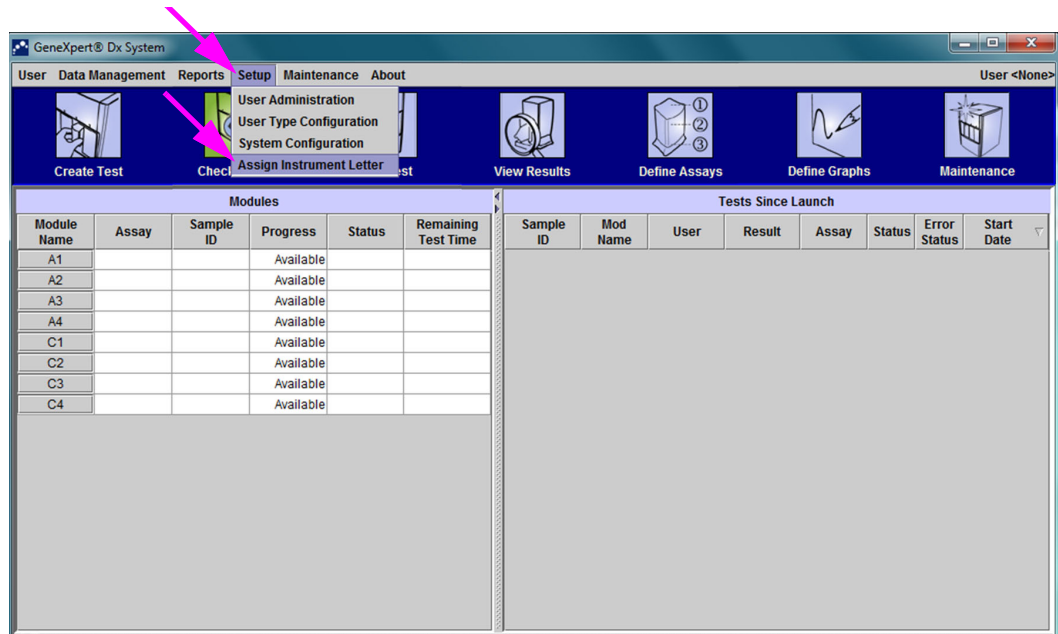 GeneXpert® Dx System
User Data Management Reports Setup Maintenance About User <None>
User Administration
User Type Configuration
System Configuration
Assign Instrument Letter
Create Test View Results Define Assays Define Graphs Maintenance
①
②
③
Modules
Module Name Assay Sample ID Progress Status Remaining Test Time
A1 Available
A2 Available
A3 Available
A4 Available
C1 Available
C2 Available
C3 Available
C4 Available
Tests Since Launch
Sample ID Mod Name User Result Assay Status Error Status Start Date